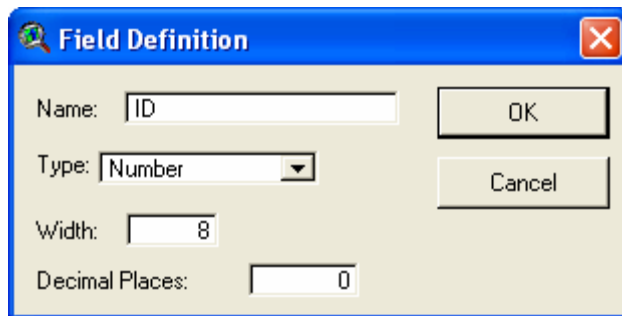 Field Definition
Name: ID
OK
Type: Number
Cancel
Width: 8
Decimal Places: 0